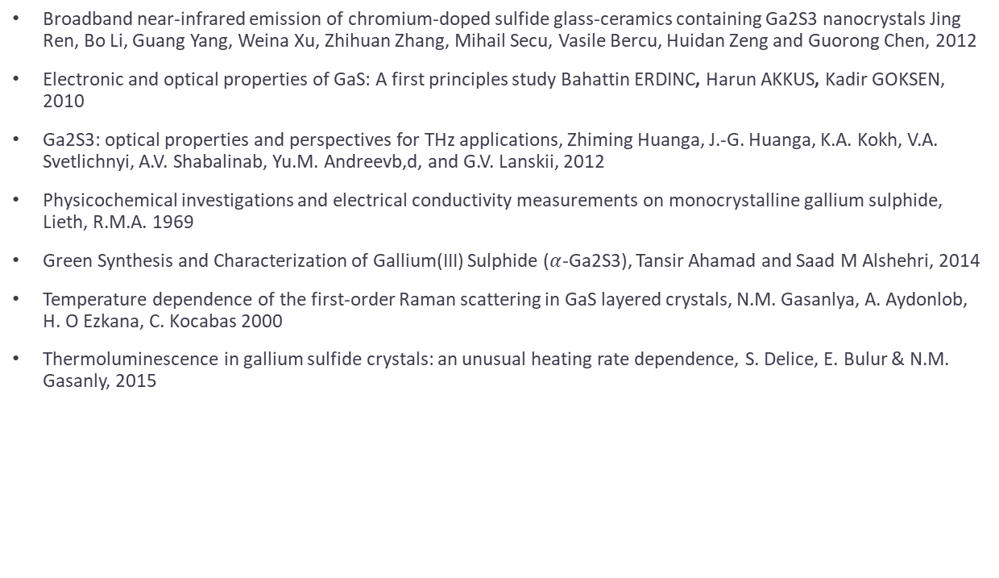 • Broadband near-infrared emission of chromium-doped sulfide glass-ceramics containing Ga2S3 nanocrystals Jing
Ren, Bo Li, Guang Yang, Weina Xu, Zhihuan Zhang, Mihail Secu, Vasile Bercu, Huidan Zeng and Guorong Chen, 2012
• Electronic and optical properties of GaS: A first principles study Bahattin ERDINC, Harun AKKUS, Kadir GOKSEN,
2010
• Ga2S3: optical properties and perspectives for THz applications, Zhiming Huanga, J.-G. Huanga, K.A. Kokh, V.A.
Svetlichnyi, A.V. Shabalinab, Yu.M. Andreevb,d, and G.V. Lanskii, 2012
• Physicochemical investigations and electrical conductivity measurements on monocrystalline gallium sulphide,
Lieth, R.M.A. 1969
• Green Synthesis and Characterization of Gallium(III) Sulphide (𝛼-Ga2S3), Tansir Ahamad and Saad M Alshehri, 2014
• Temperature dependence of the first-order Raman scattering in GaS layered crystals, N.M. Gasanlya, A. Aydonlob,
H. O Ezkana, C. Kocabas 2000
• Thermoluminescence in gallium sulfide crystals: an unusual heating rate dependence, S. Delice, E. Bulur & N.M.
Gasanly, 2015